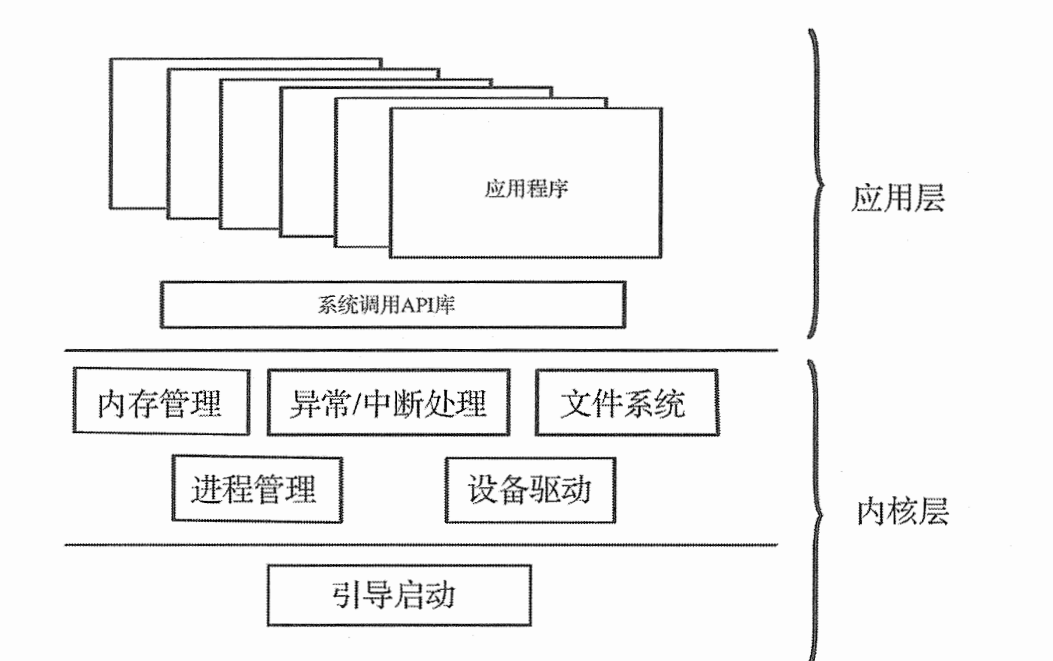 应用程序
应用层
系统调用API库
内存管理
异常/中断处理
文件系统
进程管理
设备驱动
内核层
引导启动